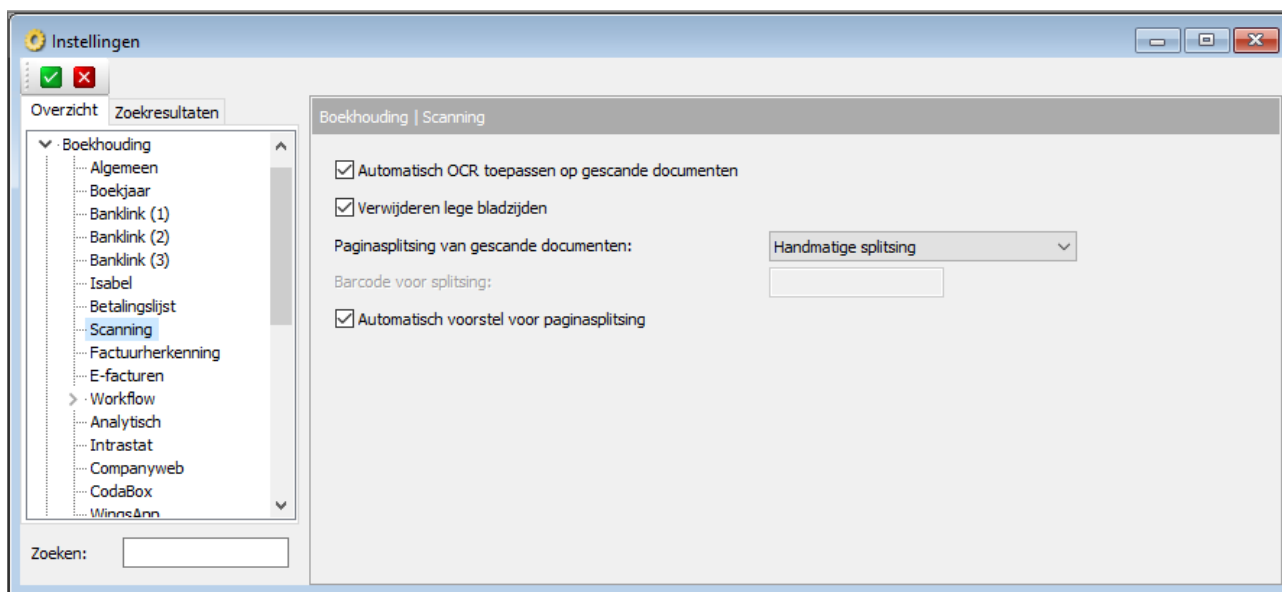 Instellingen
Overzicht Zoekresultaten
Boekhouding
Algemeen
Boekjaar
Banklink (1)
Banklink (2)
Banklink (3)
Isabel
Betalingslijst
Scanning
Factuurherkenning
E-facturen
Workflow
Analytisch
Intrastat
Companyweb
CodaBox
WingsApp
Zoeken:
Boekhouding | Scanning
Automatisch OCR toepassen op gescande documenten
Verwijderen lege bladzijden
Paginasplitsing van gescande documenten: Handmatige splitsing
Barcode voor splitsing:
Automatisch voorstel voor paginasplitsing